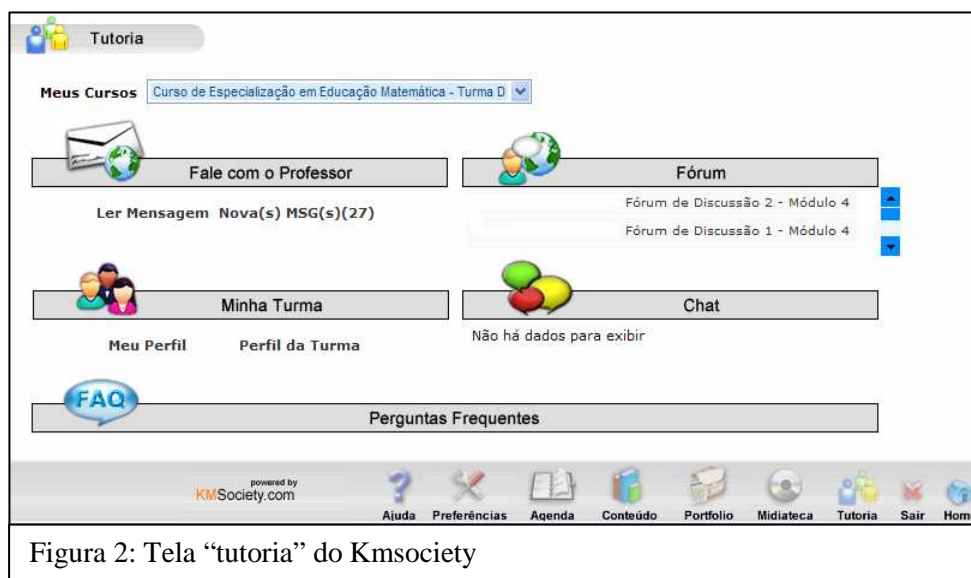 Tutoria
Meus Cursos Curso de Especialização em Educação Matemática - Turma D
Fale com o Professor
Ler Mensagem Nova(s) MSG(s)(27)
Fórum
Fórum de Discussão 2 - Módulo 4
Fórum de Discussão 1 - Módulo 4
Minha Turma
Meu Perfil Perfil da Turma
Chat
Não há dados para exibir
FAQ
Perguntas Frequentes
powered by
KMSociety.com
Ajuda Preferências Agenda Conteúdo Portfolio Midiateca Tutoria Sair Hom
Figura 2: Tela “tutoria” do Kmsociety